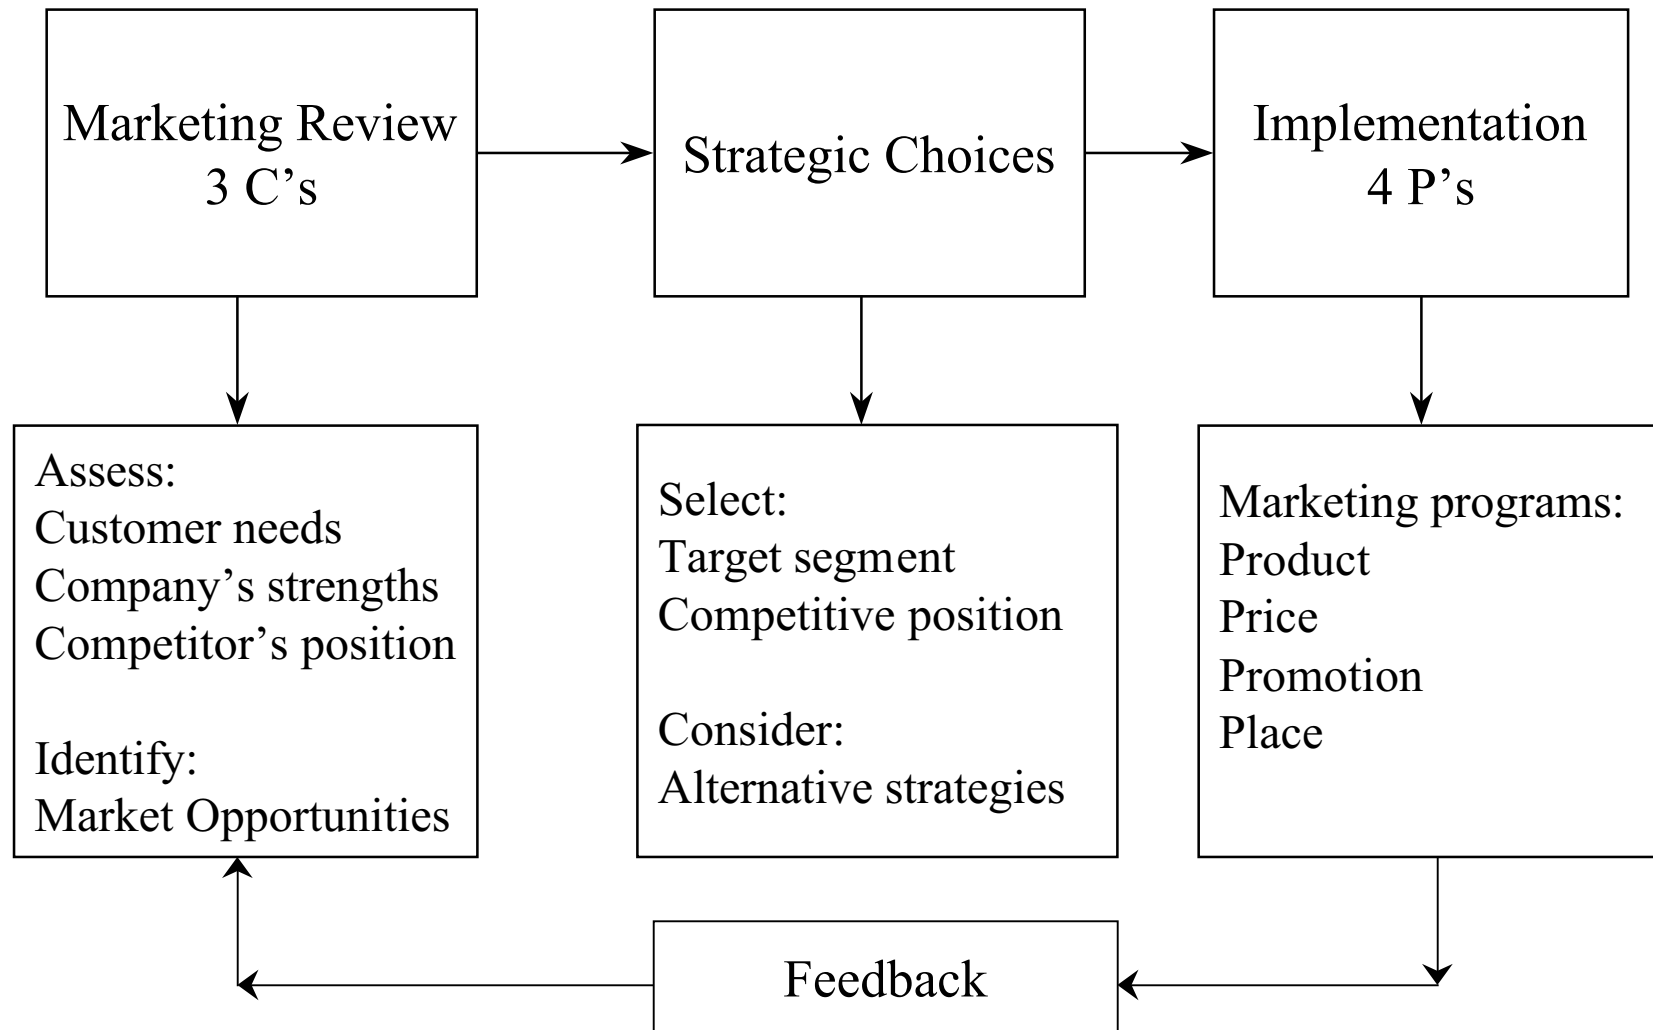 Marketing Review
3 C’s
Strategic Choices
Implementation
4 P’s
Assess:
Customer needs
Company’s strengths
Competitor’s position
Identify:
Market Opportunities
Select:
Target segment
Competitive position
Consider:
Alternative strategies
Marketing programs:
Product
Price
Promotion
Place
Feedback